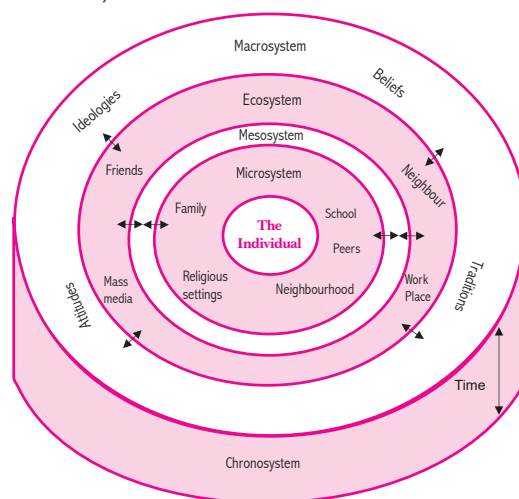 Macrosystem
Ideologies
Beliefs
Ecosystem
Mesosystem
Friends
Neighbour
Microsystem
Family
School
The
Individual
Peers
Religious
settings
Neighbourhood
Mass
media
Work
Place
Attitudes
Traditions
Time
Chronosystem